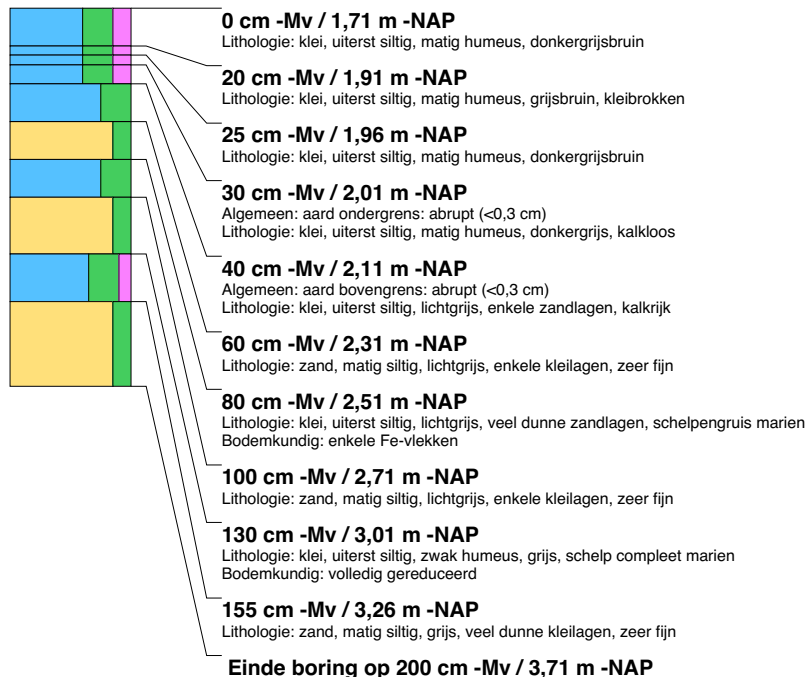 0 cm -Mv / 1,71 m -NAP
Lithologie: klei, uiterst siltig, matig humeus, donkergrijsbruin
20 cm -Mv / 1,91 m -NAP
Lithologie: klei, uiterst siltig, matig humeus, grijsbruin, kleibrokken
25 cm -Mv / 1,96 m -NAP
Lithologie: klei, uiterst siltig, matig humeus, donkergrijsbruin
30 cm -Mv / 2,01 m -NAP
Algemeen: aard ondergrens: abrupt (<0,3 cm)
Lithologie: klei, uiterst siltig, matig humeus, donkergrijs, kalkloos
40 cm -Mv / 2,11 m -NAP
Algemeen: aard bovengrens: abrupt (<0,3 cm)
Lithologie: klei, uiterst siltig, lichtgrijs, enkele zandlagen, kalkrijk
60 cm -Mv / 2,31 m -NAP
Lithologie: zand, matig siltig, lichtgrijs, enkele kleilagen, zeer fijn
80 cm -Mv / 2,51 m -NAP
Lithologie: klei, uiterst siltig, lichtgrijs, veel dunne zandlagen, schelpengruis marien
Bodemkundig: enkele Fe-vlekken
100 cm -Mv / 2,71 m -NAP
Lithologie: zand, matig siltig, lichtgrijs, enkele kleilagen, zeer fijn
130 cm -Mv / 3,01 m -NAP
Lithologie: klei, uiterst siltig, zwak humeus, grijs, schelp compleet marien
Bodemkundig: volledig gereduceerd
155 cm -Mv / 3,26 m -NAP
Lithologie: zand, matig siltig, grijs, veel dunne kleilagen, zeer fijn
Einde boring op 200 cm -Mv / 3,71 m -NAP